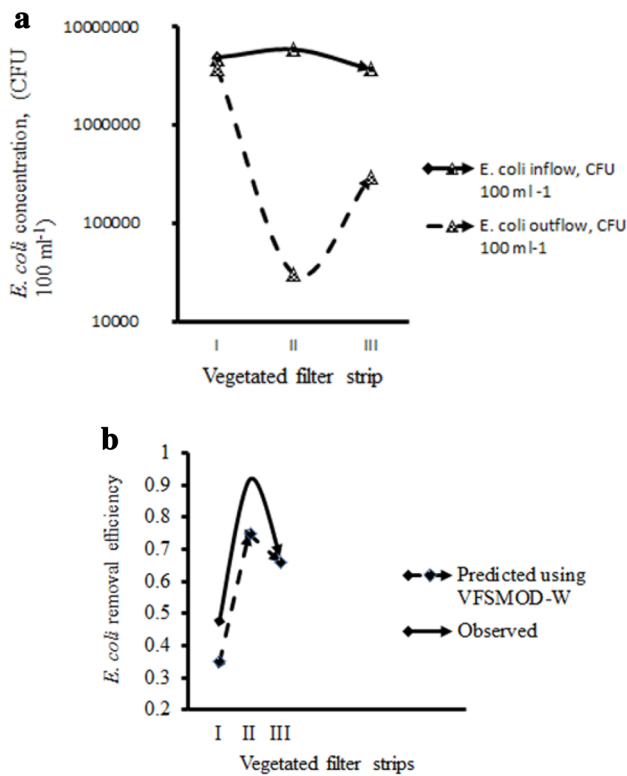 a
10000000
1000000
100000
10000
E. coli concentration, (CFU
100 ml-1)
I II III
Vegetated filter strip
E. coli inflow, CFU
100 ml -1
E. coli outflow, CFU
100 ml-1
b
1
0.9
0.8
0.7
0.6
0.5
0.4
0.3
0.2
E. coli removal efficiency
I II III
Vegetated filter strips
Predicted using
VFSMOD-W
Observed